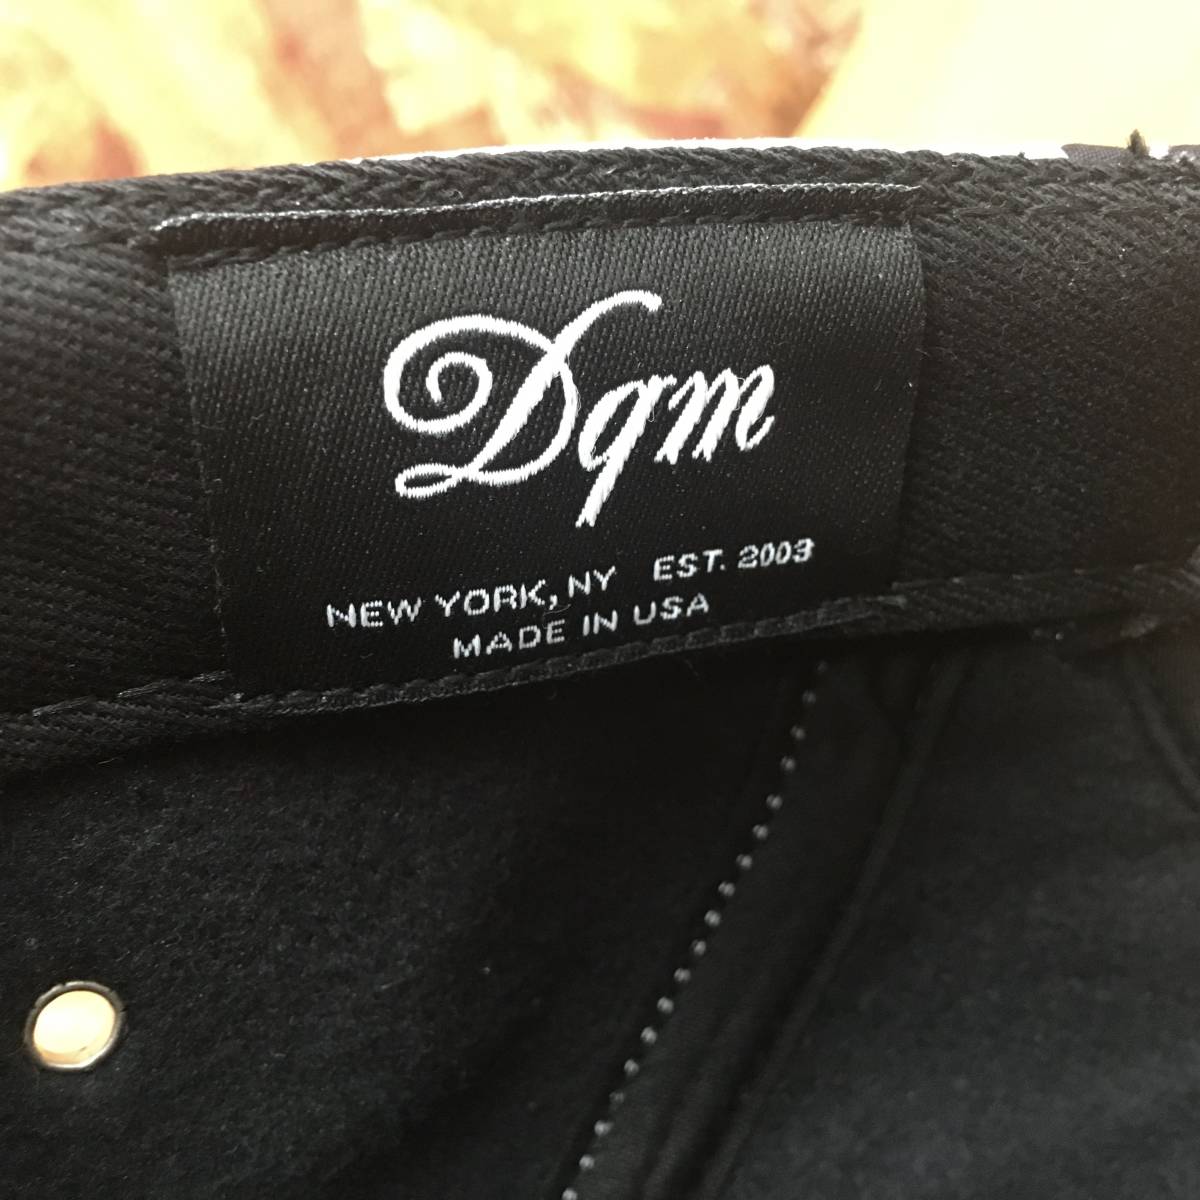 Dqm
NEW YORK, NY EST. 2003
MADE IN USA